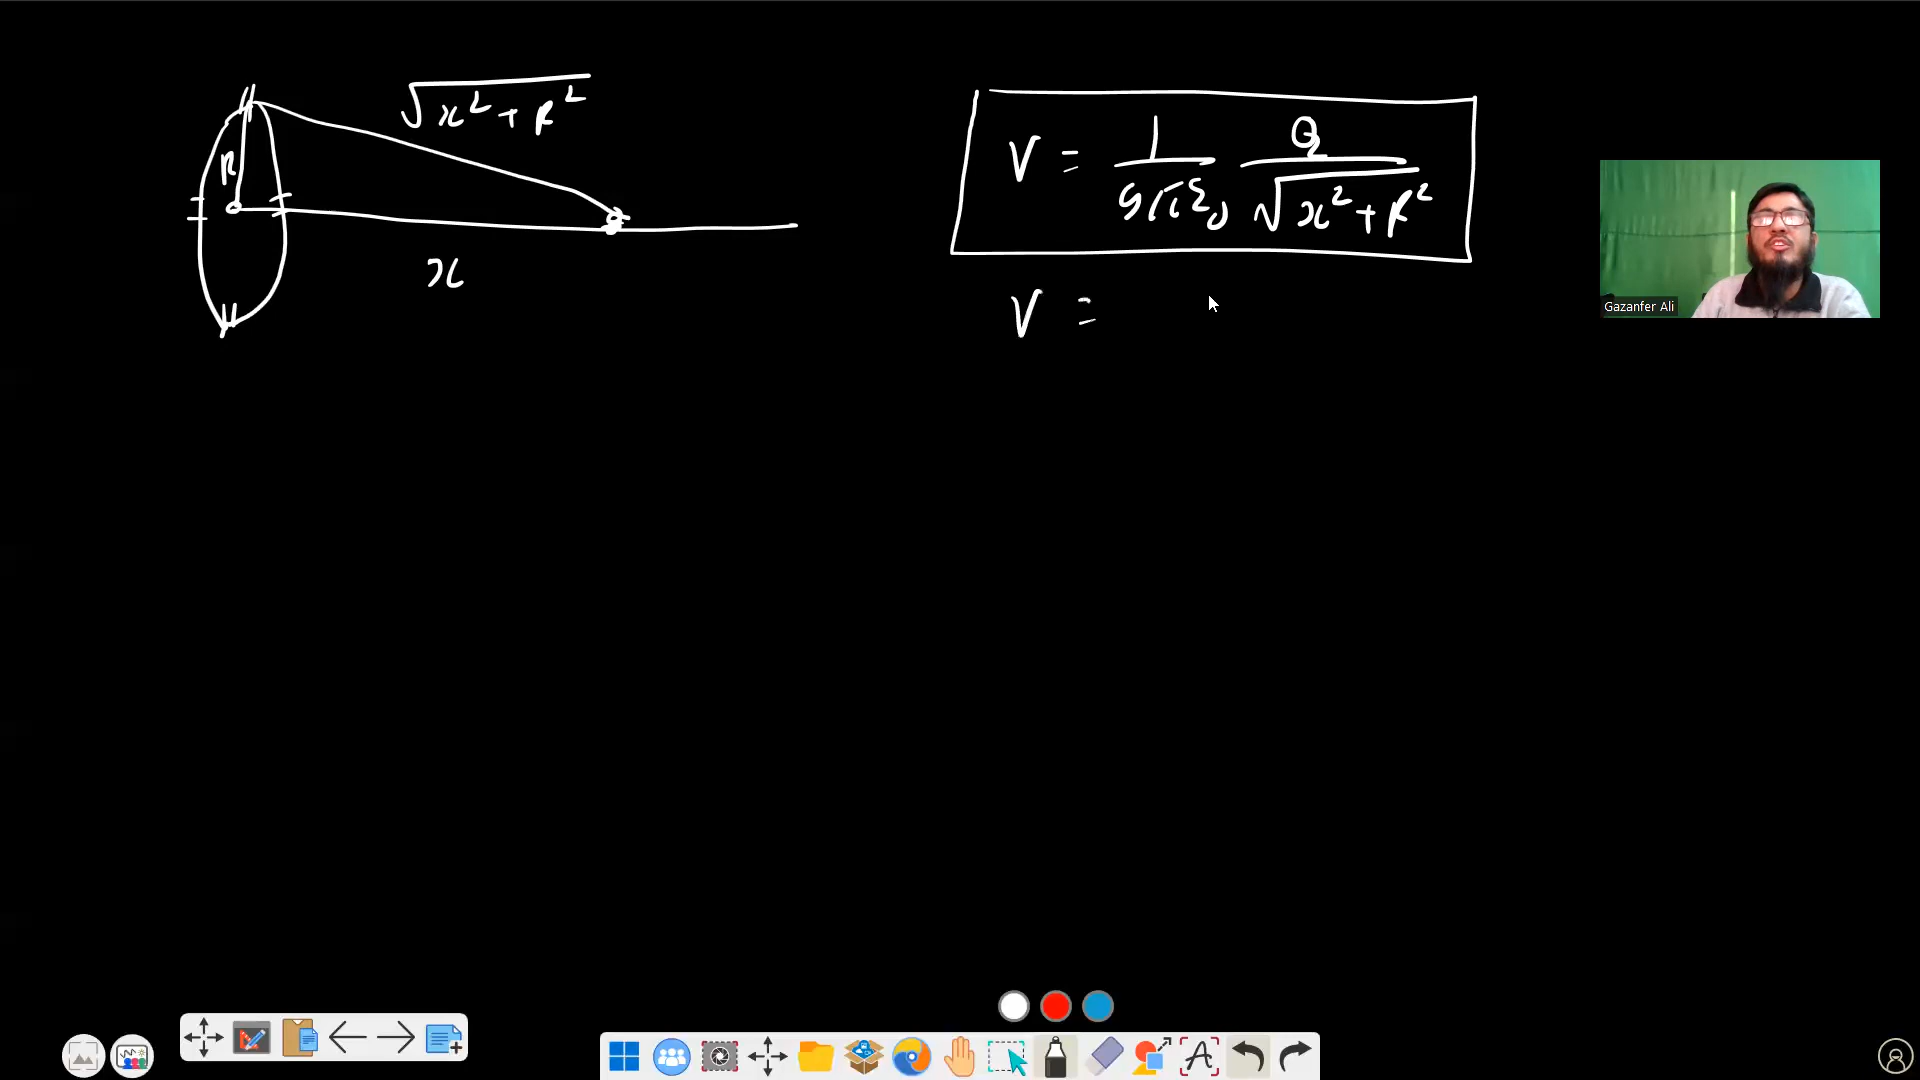 √x² + R²
R
x
V = 1/4πε₀ Q/√x² + R²
V =
Gazanfer Ali